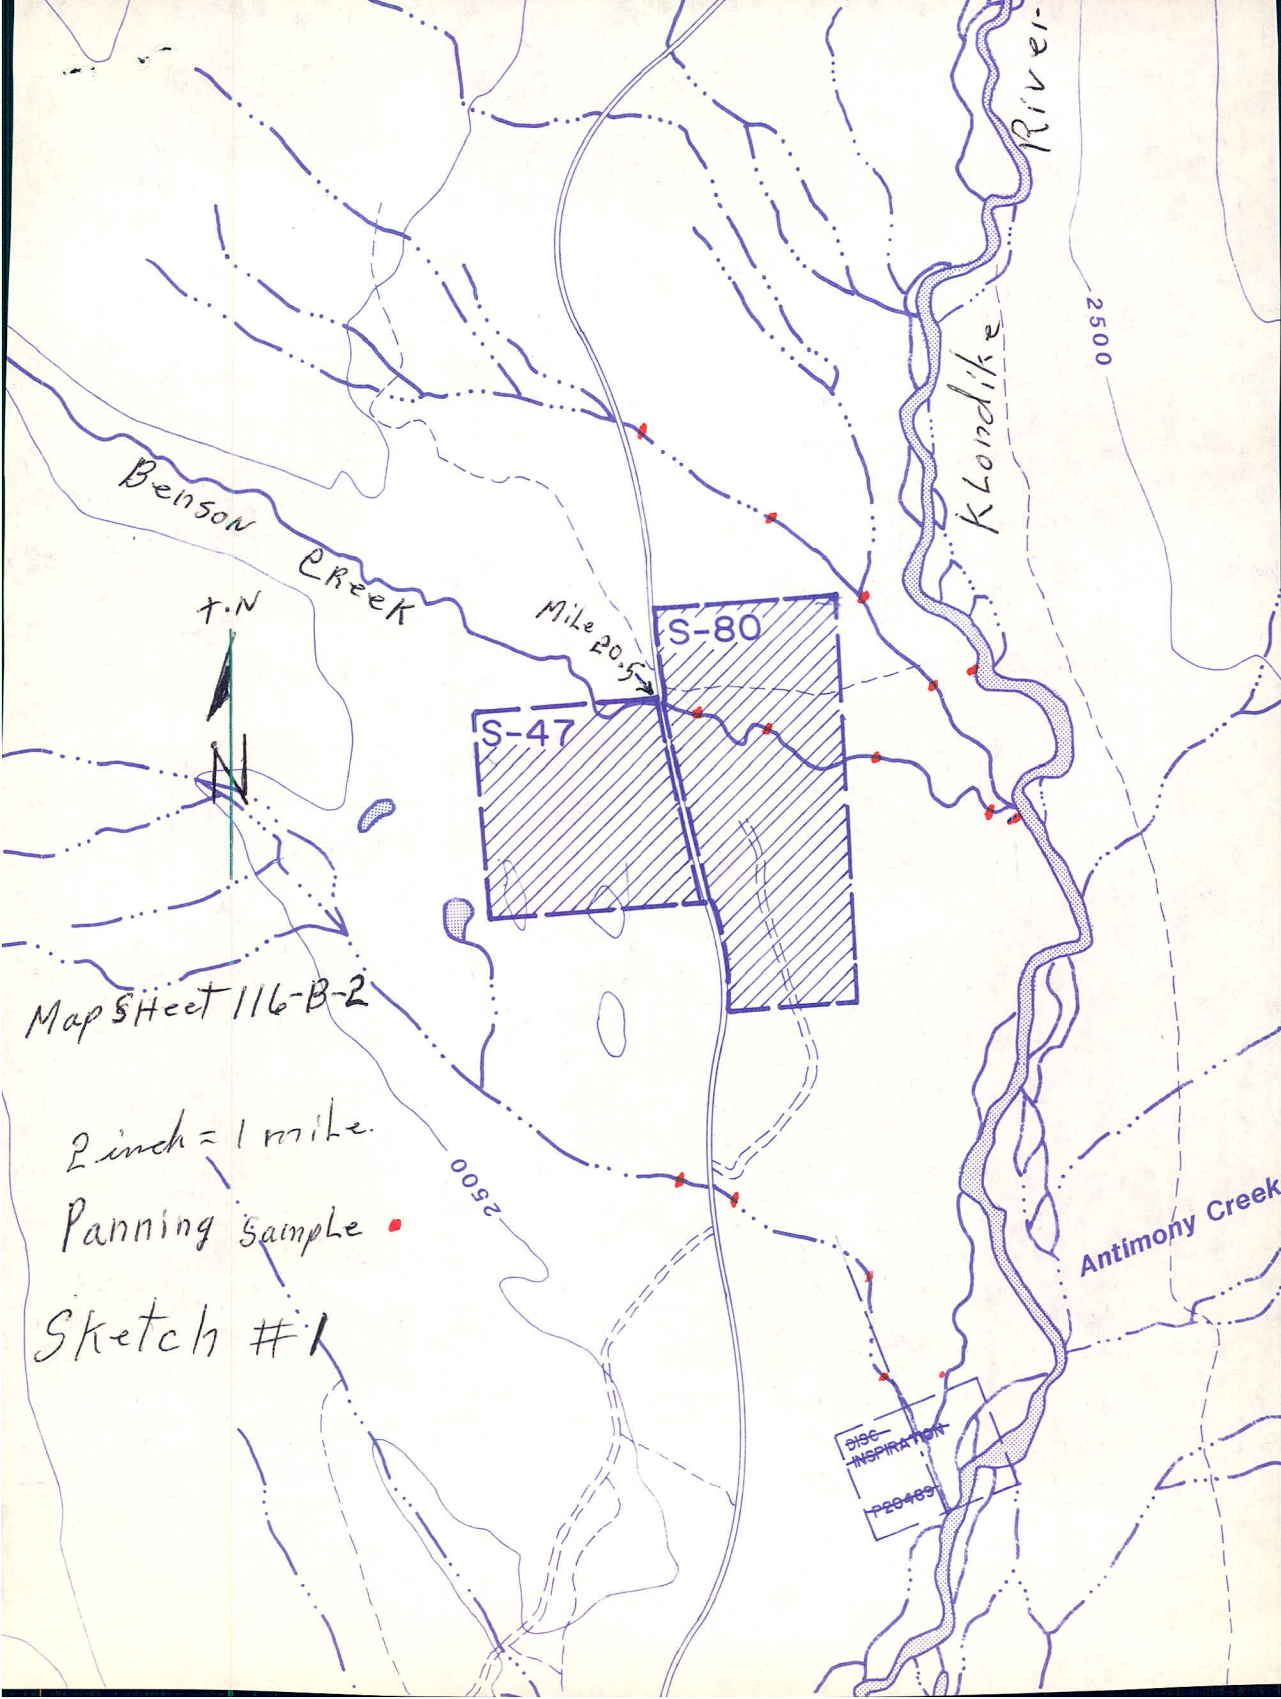 River
2500
Klondike
Benson
Creek
T.N
Mile
20.5
S-80
S-47
N
Map SHeet 116-B-2
2 inch = 1 mile.
2500
Panning Sample
Antimony Creek
Sketch #1
DISC
INSPIRATION
P20489